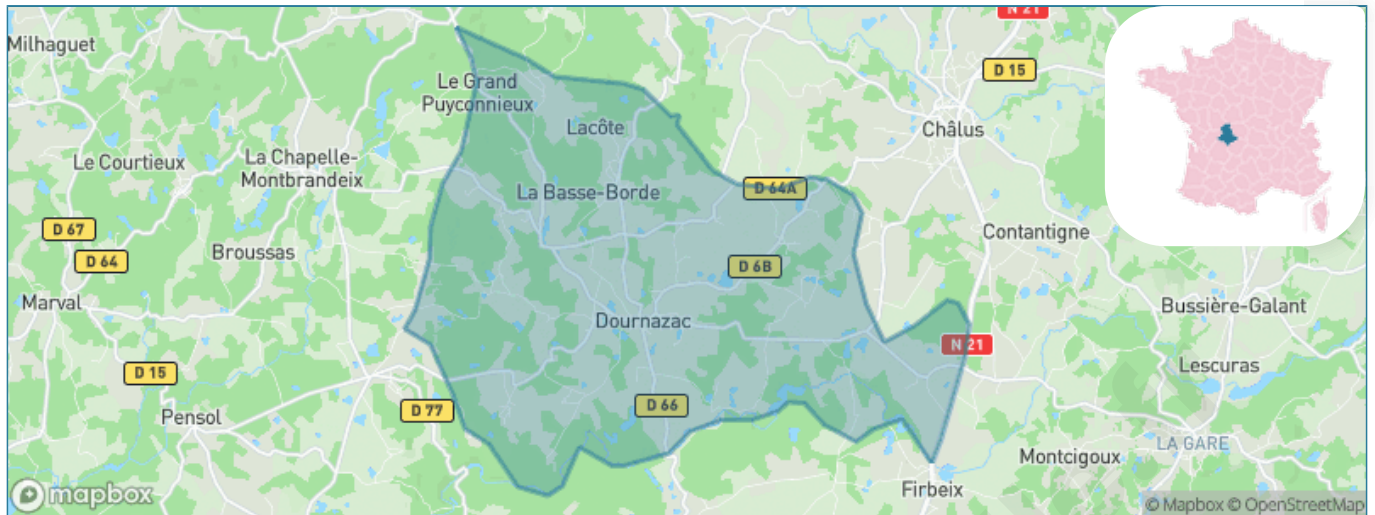 N 21
Milhaguet
D 15
Le Grand
Puyconnieux
Lacôte
Châlus
Le Courtieux
La Chapelle-
Montbrandeix
La Basse-Borde
D 64A
D 67
Contantigne
D 64
Broussas
D 6B
Marval
Bussière-Galant
Dournazac
N 21
Lescuras
D 15
D 77
D 66
Pensol
LA GARE
Montcigoux
Firbeix
mapbox
© Mapbox © OpenStreetMap